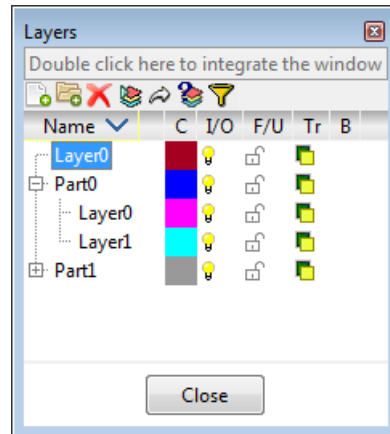 Layers
Double click here to integrate the window
Name C I/O F/U Tr B
Layer0
Part0
Layer0
Layer1
Part1
Close